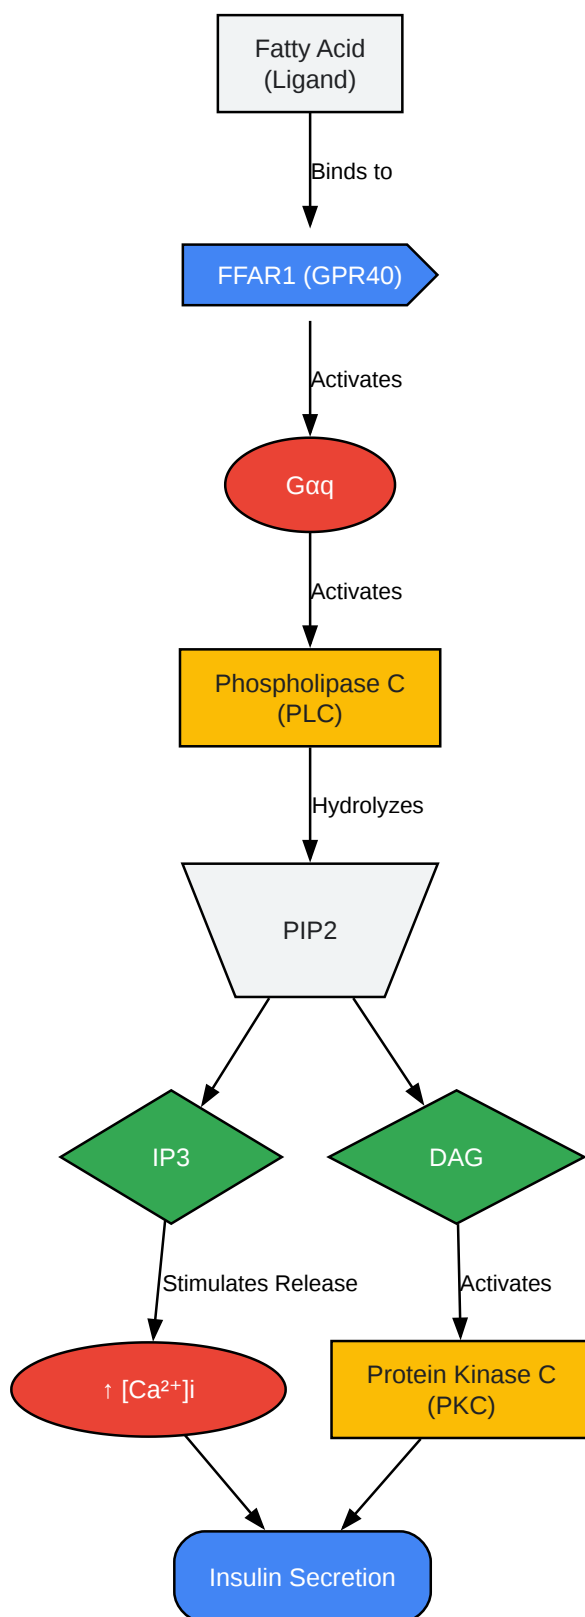 Fatty Acid
(Ligand)
Binds to
FFAR1 (GPR40)
Activates
Gαq
Activates
Phospholipase C
(PLC)
Hydrolyzes
PIP2
IP3
DAG
Stimulates Release
Activates
↑ [Ca²⁺]i
Protein Kinase C
(PKC)
Insulin Secretion